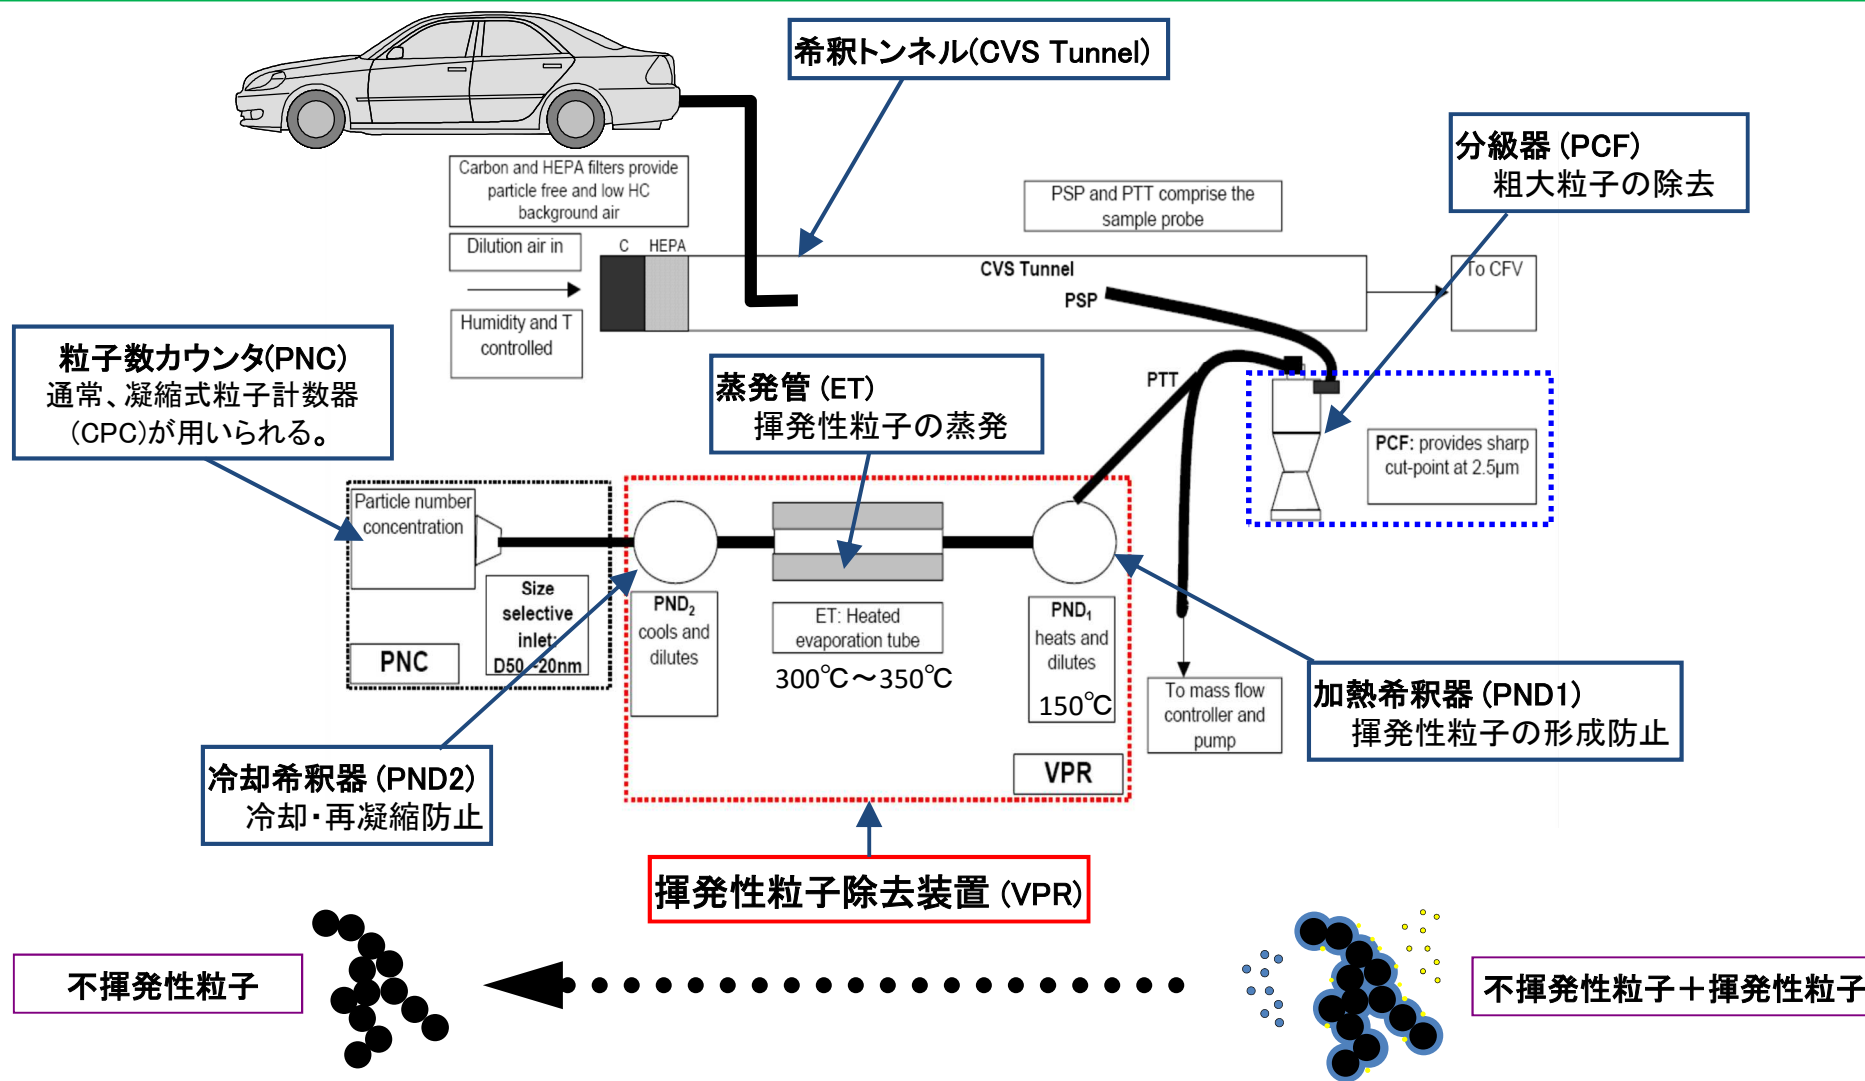 希釈トンネル(CVS Tunnel)
分級器 (PCF)
粗大粒子の除去
Carbon and HEPA filters provide
particle free and low HC
background air
PSP and PTT comprise the
sample probe
Dilution air in
C HEPA
CVS Tunnel
To CFV
PSP
Humidity and T
controlled
粒子数カウンタ(PNC)
通常、凝縮式粒子計数器
(CPC)が用いられる。
蒸発管 (ET)
揮発性粒子の蒸発
PTT
PCF: provides sharp
cut-point at 2.5µm
Particle number
concentration
Size
selective
inlet:
D50 ~20nm
PNC
PND₂
cools and
dilutes
ET: Heated
evaporation tube
300℃～350℃
PND₁
heats and
dilutes
150℃
To mass flow
controller and
pump
加熱希釈器 (PND1)
揮発性粒子の形成防止
VPR
冷却希釈器 (PND2)
冷却・再凝縮防止
揮発性粒子除去装置 (VPR)
不揮発性粒子
不揮発性粒子＋揮発性粒子